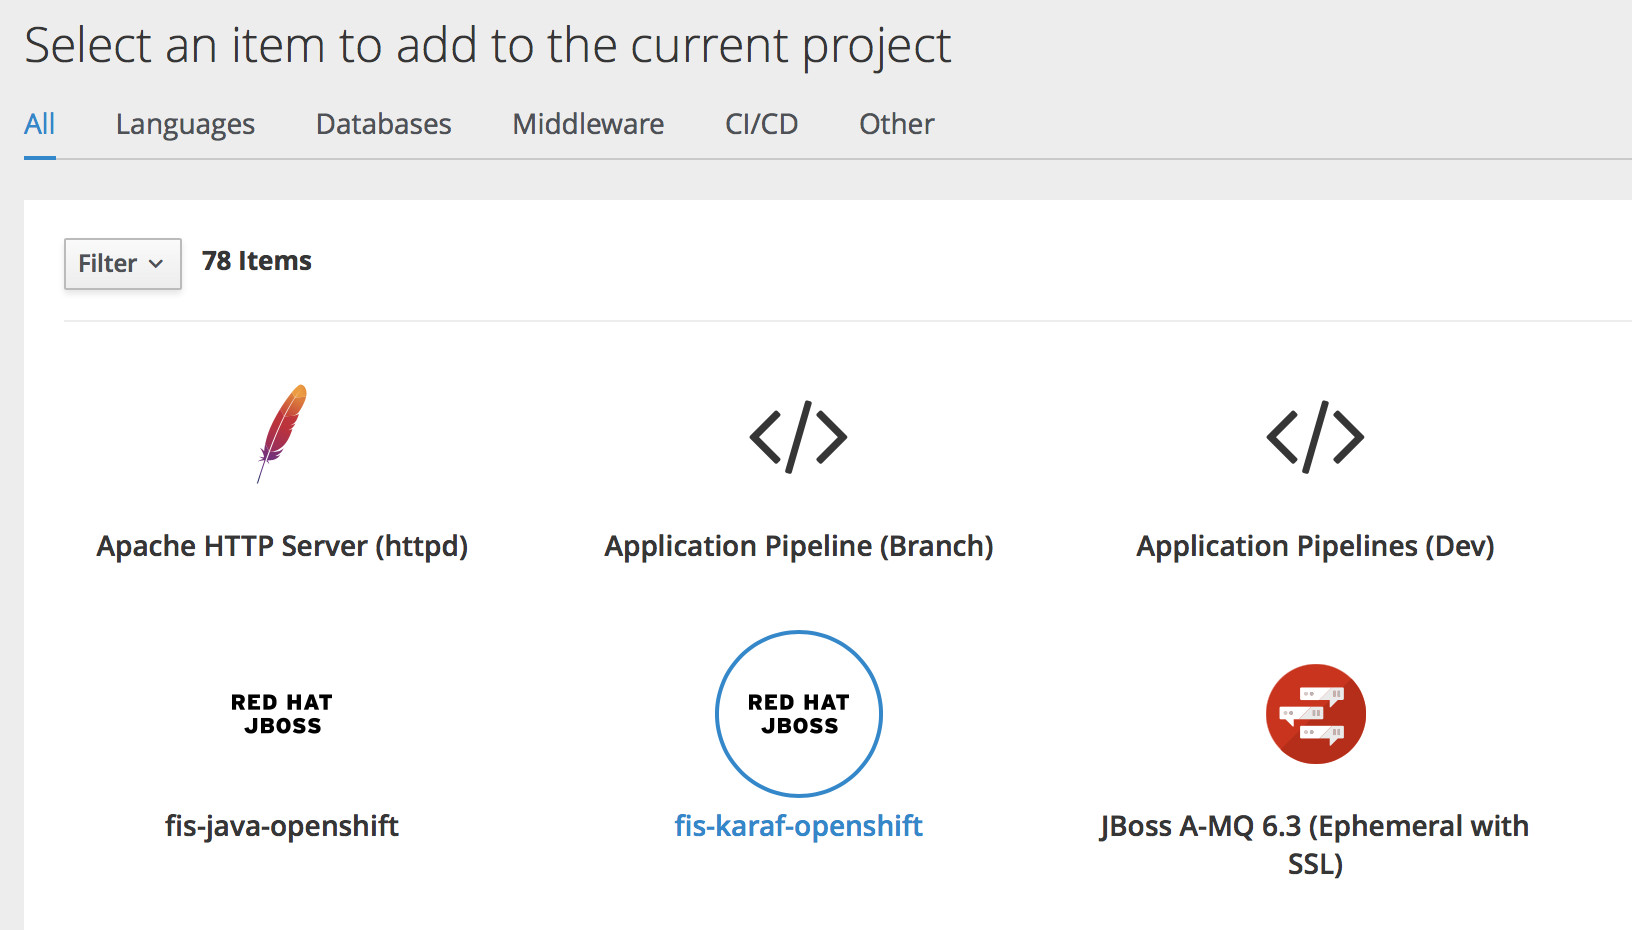 Select an item to add to the current project
All Languages Databases Middleware CI/CD Other
Filter 78 Items
Apache HTTP Server (httpd) Application Pipeline (Branch) Application Pipelines (Dev)
RED HAT
JBOSS
RED HAT
JBOSS
fis-java-openshift fis-karaf-openshift JBoss A-MQ 6.3 (Ephemeral with
SSL)